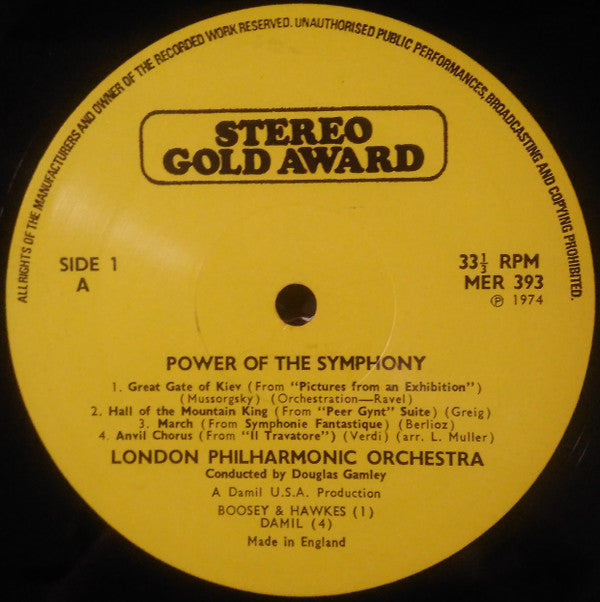 ALL RIGHTS OF THE MANUFACTURERS AND OWNER OF THE RECORDED WORK RESERVED. UNAUTHORISED PUBLIC PERFORMANCES, BROADCASTING AND COPYING PROHIBITED.
STEREO
GOLD AWARD
SIDE 1
A
33⅓ RPM
MER 393
℗ 1974
POWER OF THE SYMPHONY
1. Great Gate of Kiev (From "Pictures from an Exhibition")
(Mussorgsky) (Orchestration—Ravel)
2. Hall of the Mountain King (From "Peer Gynt" Suite) (Greig)
3. March (From Symphonie Fantastique) (Berlioz)
4. Anvil Chorus (From "Il Travatore") (Verdi) (arr. L. Muller)
LONDON PHILHARMONIC ORCHESTRA
Conducted by Douglas Gamley
A Damil U.S.A. Production
BOOSEY & HAWKES (1)
DAMIL (4)
Made in England